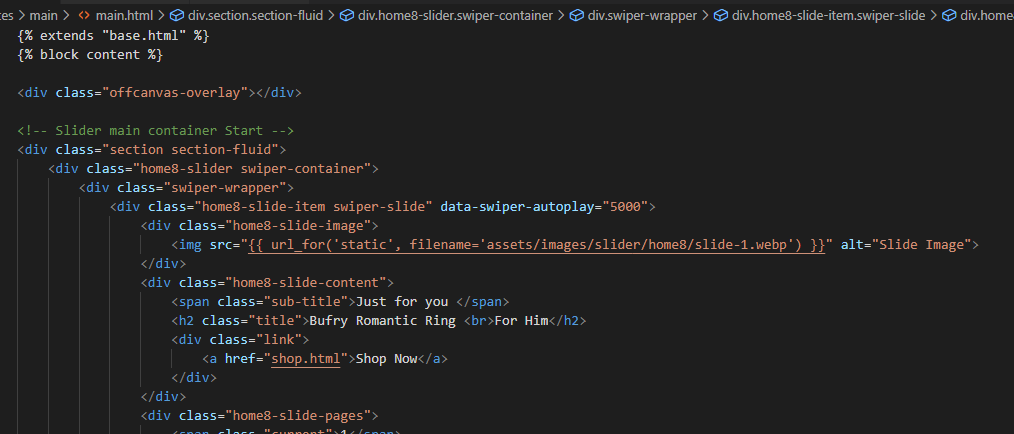 es > main > main.html > div.section.section-fluid > div.home8-slider.swiper-container > div.swiper-wrapper > div.home8-slide-item.swiper-slide > div.home
{% extends "base.html" %}
{% block content %}
<div class="offcanvas-overlay"></div>
<!-- Slider main container Start -->
<div class="section section-fluid">
<div class="home8-slider swiper-container">
<div class="swiper-wrapper">
<div class="home8-slide-item swiper-slide" data-swiper-autoplay="5000">
<div class="home8-slide-image">
<img src="{{ url_for('static', filename='assets/images/slider/home8/slide-1.webp') }}" alt="Slide Image">
</div>
<div class="home8-slide-content">
<span class="sub-title">Just for you </span>
<h2 class="title">Bufry Romantic Ring <br>For Him</h2>
<div class="link">
<a href="shop.html">Shop Now</a>
</div>
</div>
<div class="home8-slide-pages">
<span class="current">1</span>